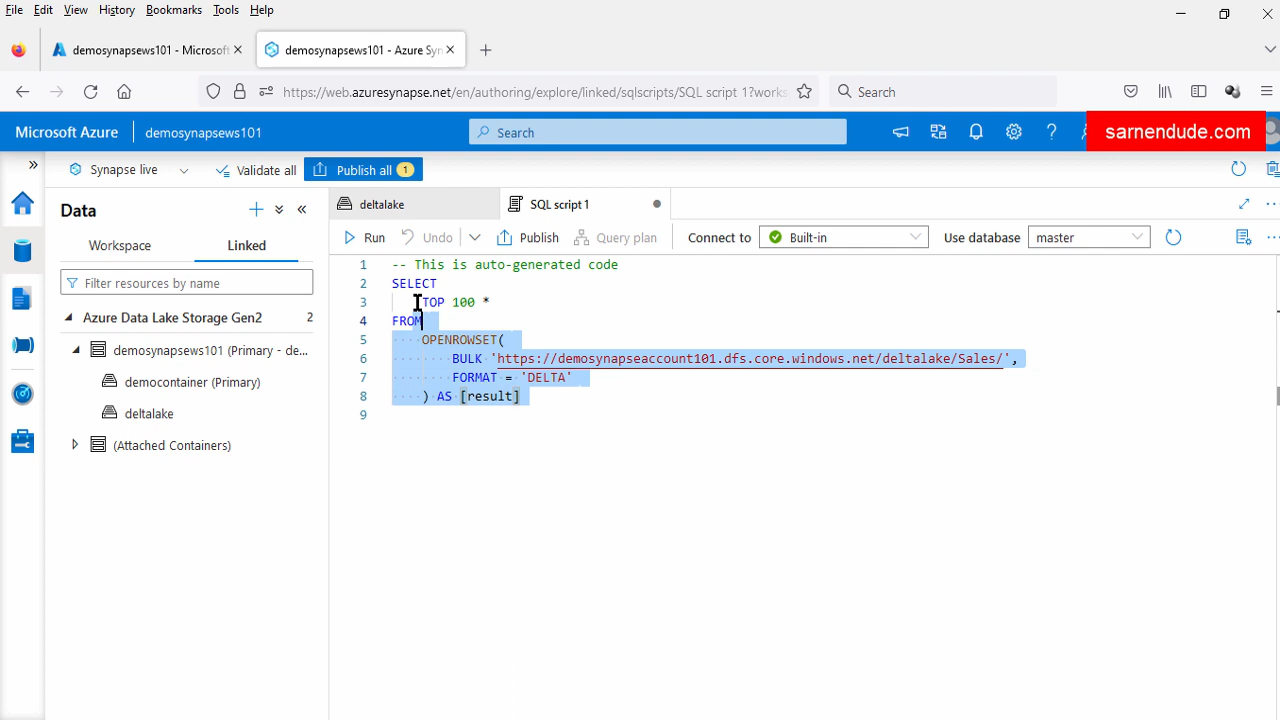 File Edit View History Bookmarks Tools Help
demosynapsews101 - Microsoft
demosynapsews101 - Azure Syn
https://web.azuresynapse.net/en/authoring/explore/linked/sqlscripts/SQL script 1?works
Search
Microsoft Azure
demosynapsews101
Search
sarnendude.com
Synapse live
Validate all
Publish all 1
Data
Workspace
Linked
Filter resources by name
Azure Data Lake Storage Gen2 2
demosynapsews101 (Primary - de...
democontainer (Primary)
deltalake
(Attached Containers)
deltalake
SQL script 1
Run
Undo
Publish
Query plan
Connect to
Built-in
Use database
master
1 -- This is auto-generated code
2 SELECT
3 TOP 100 *
4 FROM
5 OPENROWSET(
6 BULK 'https://demosynapseaccount101.dfs.core.windows.net/deltalake/Sales/',
7 FORMAT = 'DELTA'
8 ) AS [result]
9